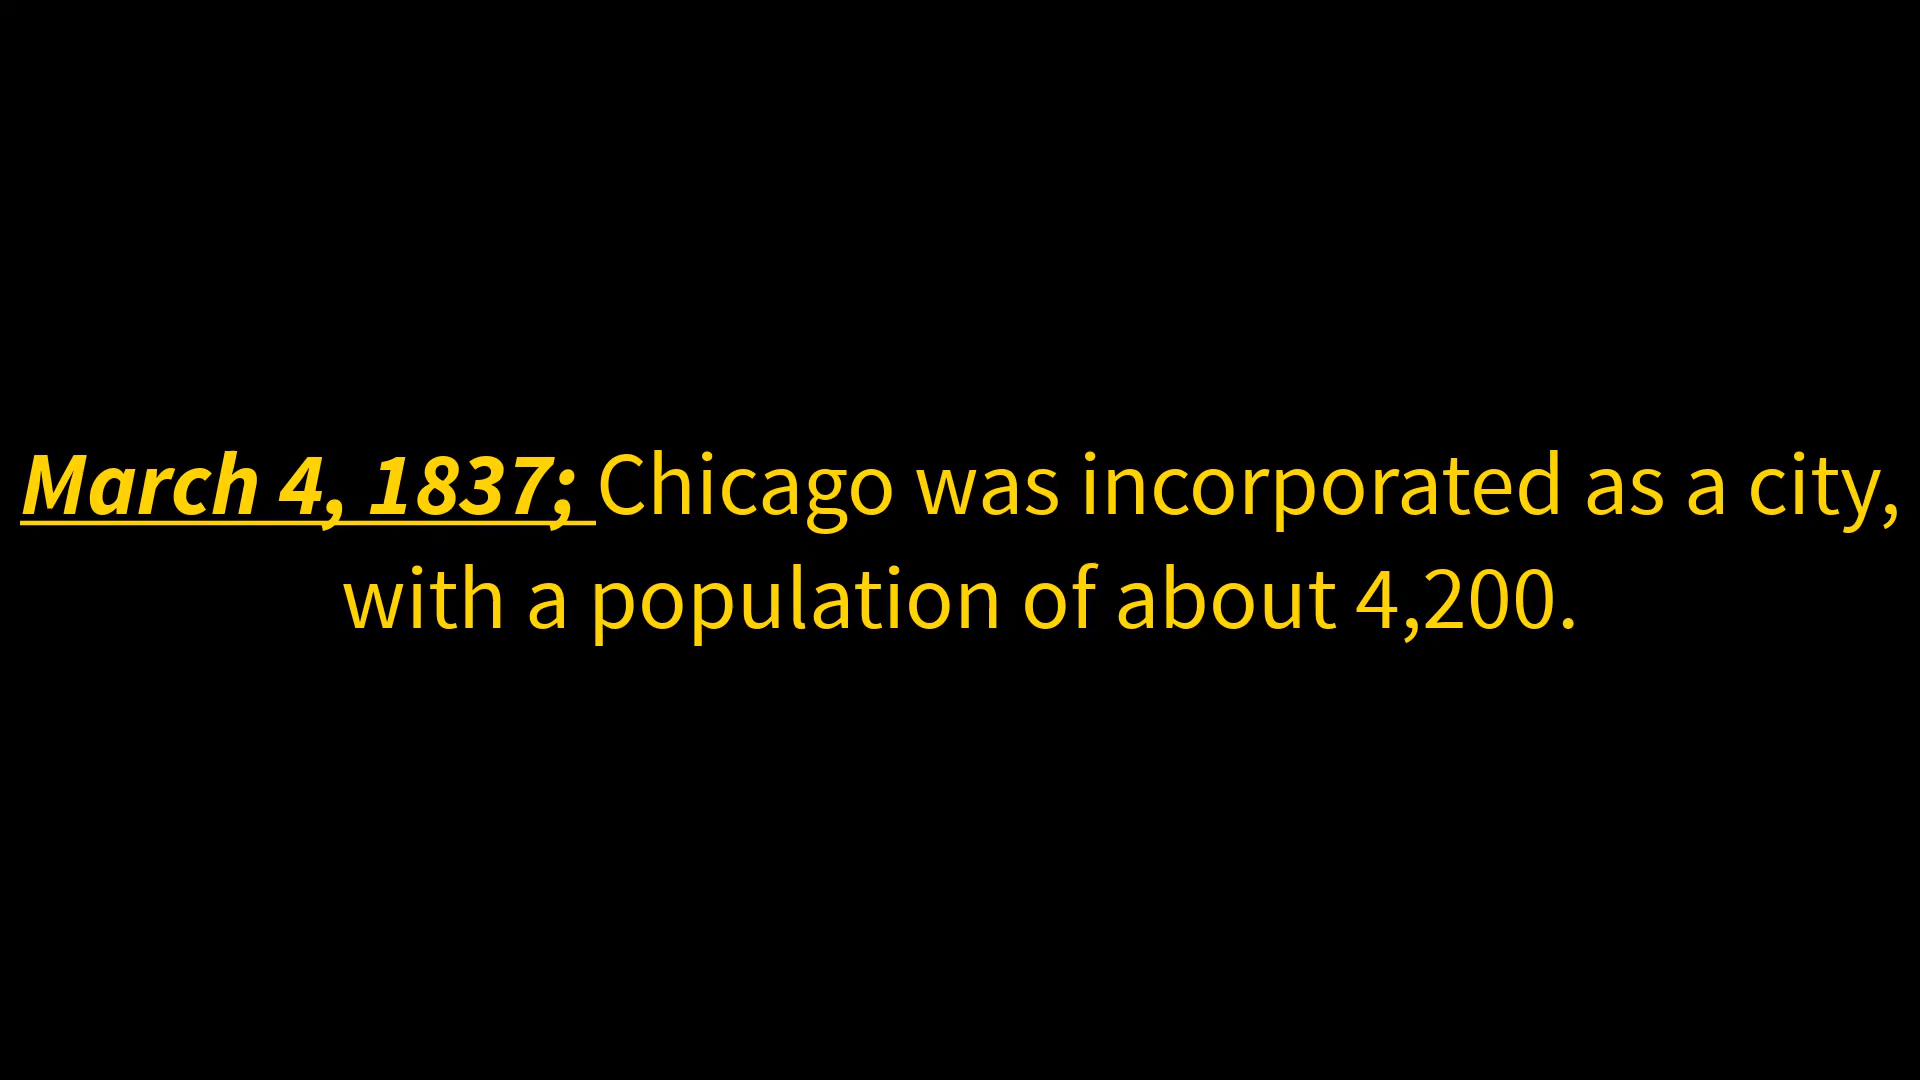 March 4, 1837; Chicago was incorporated as a city,
with a population of about 4,200.